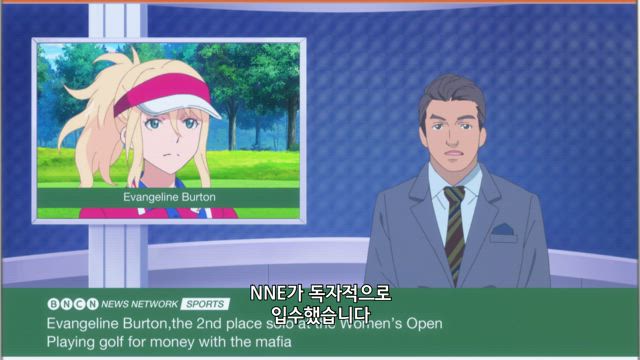 Evangeline Burton
BNCN NEWS NETWORK SPORTS
NNE가 독자적으로
입수했습니다
Evangeline Burton,the 2nd place solo at the Women's Open
Playing golf for money with the mafia